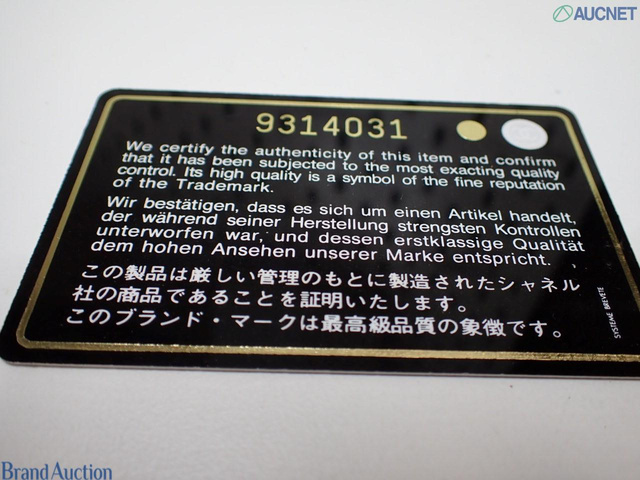 AUCNET
9314031
We certify the authenticity of this item and confirm
that it has been subjected to the most exacting quality
control. Its high quality is a symbol of the fine reputation
of the Trademark.
Wir bestätigen, dass es sich um einen Artikel handelt,
der während seiner Herstellung strengsten Kontrollen
unterworfen war, und dessen erstklassige Qualität
dem hohen Ansehen unserer Marke entspricht.
この製品は厳しい管理のもとに製造されたシャネル
社の商品であることを証明いたします。
このブランド・マークは最高級品質の象徴です。
SYSTEME BREVETE
Brand Auction